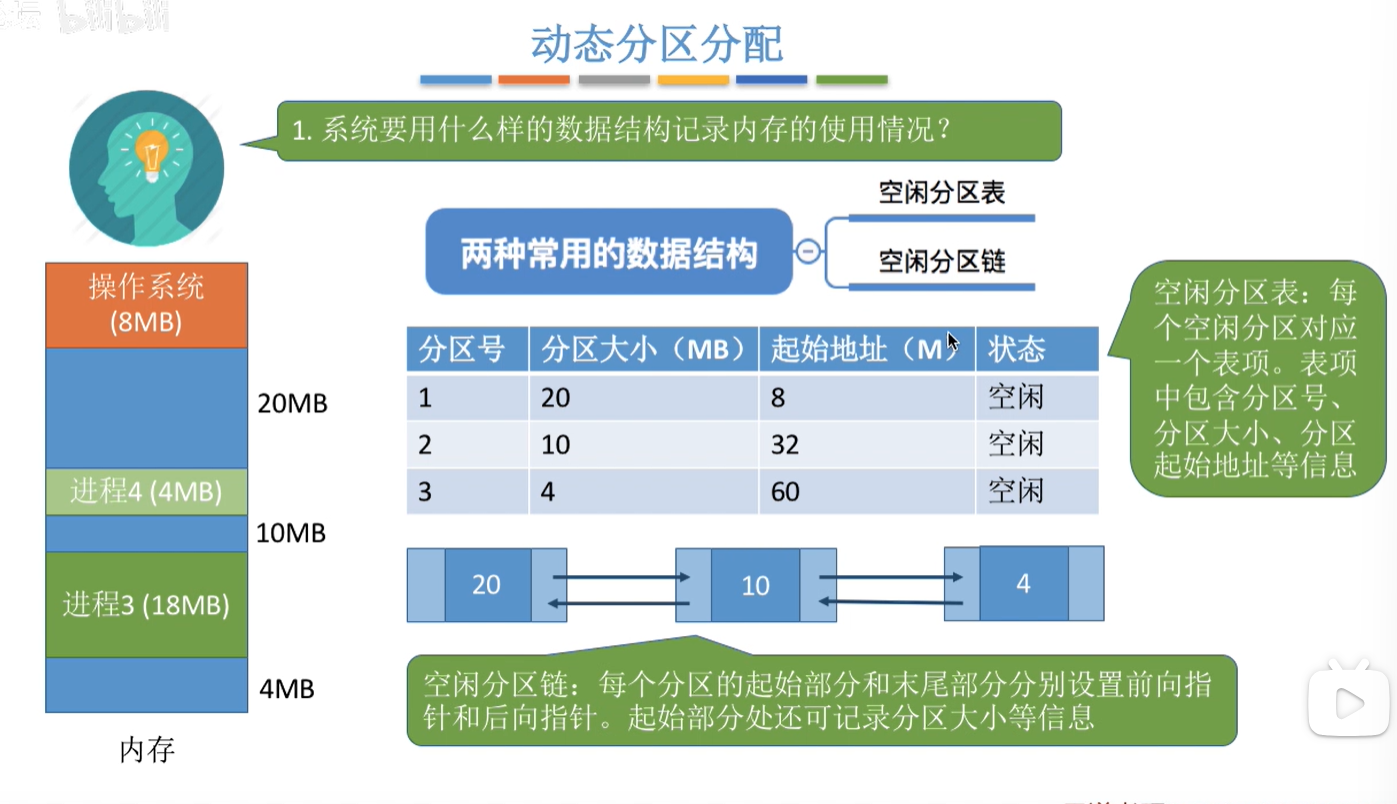 动态分区分配
1. 系统要用什么样的数据结构记录内存的使用情况？
两种常用的数据结构
空闲分区表
空闲分区链
操作系统
(8MB)
20MB
进程4 (4MB)
10MB
进程3 (18MB)
4MB
内存
分区号 分区大小（MB） 起始地址（M） 状态
1 20 8 空闲
2 10 32 空闲
3 4 60 空闲
空闲分区表：每
个空闲分区对应
一个表项。表项
中包含分区号、
分区大小、分区
起始地址等信息
20 10 4
空闲分区链：每个分区的起始部分和末尾部分分别设置前向指
针和后向指针。起始部分处还可记录分区大小等信息